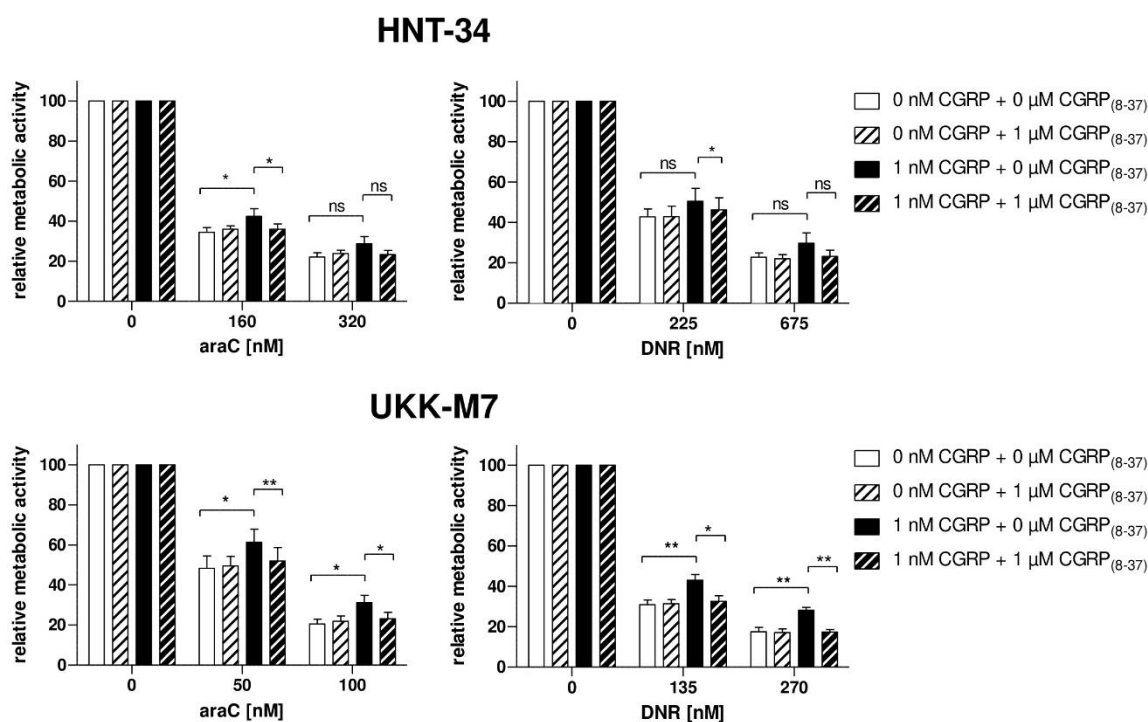 HNT-34
relative metabolic activity
100
80
60
40
20
0
* *
ns ns
0 160 320
araC [nM]
relative metabolic activity
100
80
60
40
20
0
ns *
ns ns
0 225 675
DNR [nM]
0 nM CGRP + 0 µM CGRP(8-37)
0 nM CGRP + 1 µM CGRP(8-37)
1 nM CGRP + 0 µM CGRP(8-37)
1 nM CGRP + 1 µM CGRP(8-37)
UKK-M7
relative metabolic activity
100
80
60
40
20
0
* **
* *
0 50 100
araC [nM]
relative metabolic activity
100
80
60
40
20
0
** *
** **
0 135 270
DNR [nM]
0 nM CGRP + 0 µM CGRP(8-37)
0 nM CGRP + 1 µM CGRP(8-37)
1 nM CGRP + 0 µM CGRP(8-37)
1 nM CGRP + 1 µM CGRP(8-37)